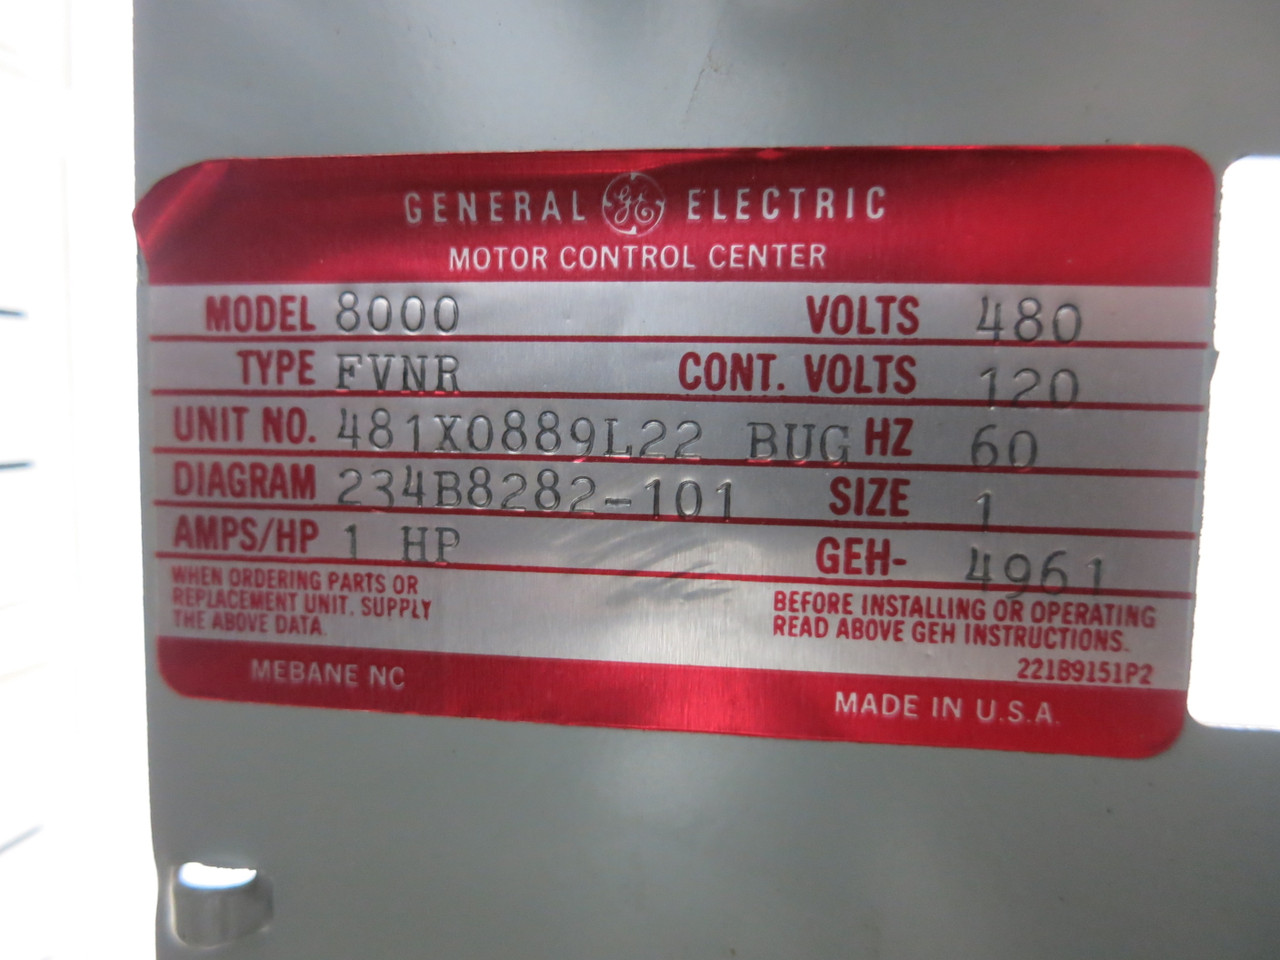 GENERAL GE ELECTRIC
MOTOR CONTROL CENTER
MODEL 8000 VOLTS 480
TYPE FVNR CONT. VOLTS 120
UNIT NO. 481X0889L22 BUG HZ 60
DIAGRAM 234B8282-101 SIZE 1
AMPS/HP 1 HP GEH- 4961
WHEN ORDERING PARTS OR
REPLACEMENT UNIT. SUPPLY
THE ABOVE DATA.
BEFORE INSTALLING OR OPERATING
READ ABOVE GEH INSTRUCTIONS.
221B9151P2
MEBANE NC
MADE IN U.S.A.